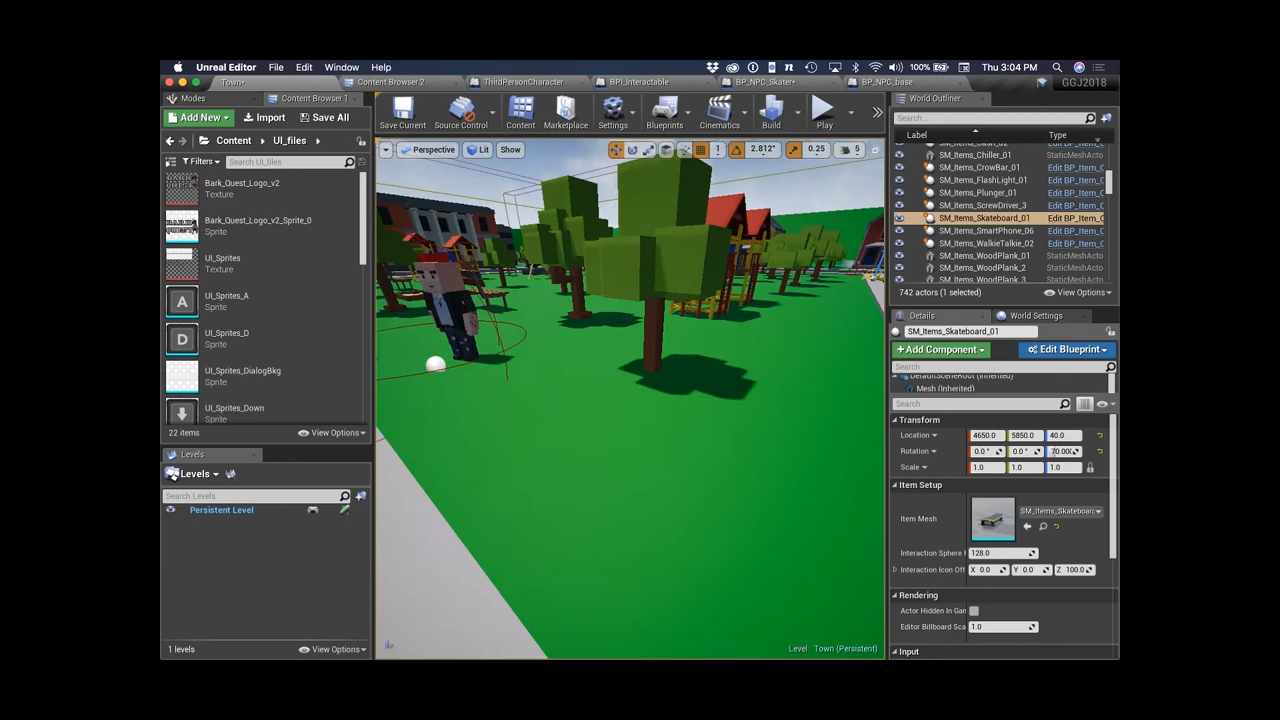 Unreal Editor File Edit Window Help 100% Thu 3:04 PM
Town• Content Browser 2 ThirdPersonCharacter BPI_Interactable BP_NPC_Skater• BP_NPC_base GGJ2018
Modes Content Browser 1
Add New Import Save All
Content UI_files
Filters Search UI_files
Bark_Quest_Logo_v2
Texture
Bark_Quest_Logo_v2_Sprite_0
Sprite
UI_Sprites
Texture
A
UI_Sprites_A
Sprite
D
UI_Sprites_D
Sprite
UI_Sprites_DialogBkg
Sprite
UI_Sprites_Down
Sprite
22 items View Options
Levels
Levels
Search Levels
Persistent Level
1 levels View Options
Save Current Source Control Content Marketplace Settings Blueprints Cinematics Build Play
Perspective Lit Show 1 2.812° 0.25 5
Level: Town (Persistent)
World Outliner
Search...
Label Type
SM_Items_Chiller_01 StaticMeshActo
SM_Items_CrowBar_01 Edit BP_Item_C
SM_Items_FlashLight_01 Edit BP_Item_C
SM_Items_Plunger_01 Edit BP_Item_C
SM_Items_ScrewDriver_3 Edit BP_Item_C
SM_Items_Skateboard_01 Edit BP_Item_C
SM_Items_SmartPhone_06 Edit BP_Item_C
SM_Items_WalkieTalkie_02 Edit BP_Item_C
SM_Items_WoodPlank_01 StaticMeshActo
SM_Items_WoodPlank_2 StaticMeshActo
SM_Items_WoodPlank_3 StaticMeshActo
742 actors (1 selected) View Options
Details World Settings
SM_Items_Skateboard_01
+Add Component Edit Blueprint
Search
DefaultSceneRoot (Inherited)
Mesh (Inherited)
Search
Transform
Location 4650.0 5850.0 40.0
Rotation 0.0 ° 0.0 ° 70.00
Scale 1.0 1.0 1.0
Item Setup
Item Mesh SM_Items_Skateboard
Interaction Sphere 128.0
Interaction Icon Off X 0.0 Y 0.0 Z 100.0
Rendering
Actor Hidden In Gan
Editor Billboard Sca 1.0
Input